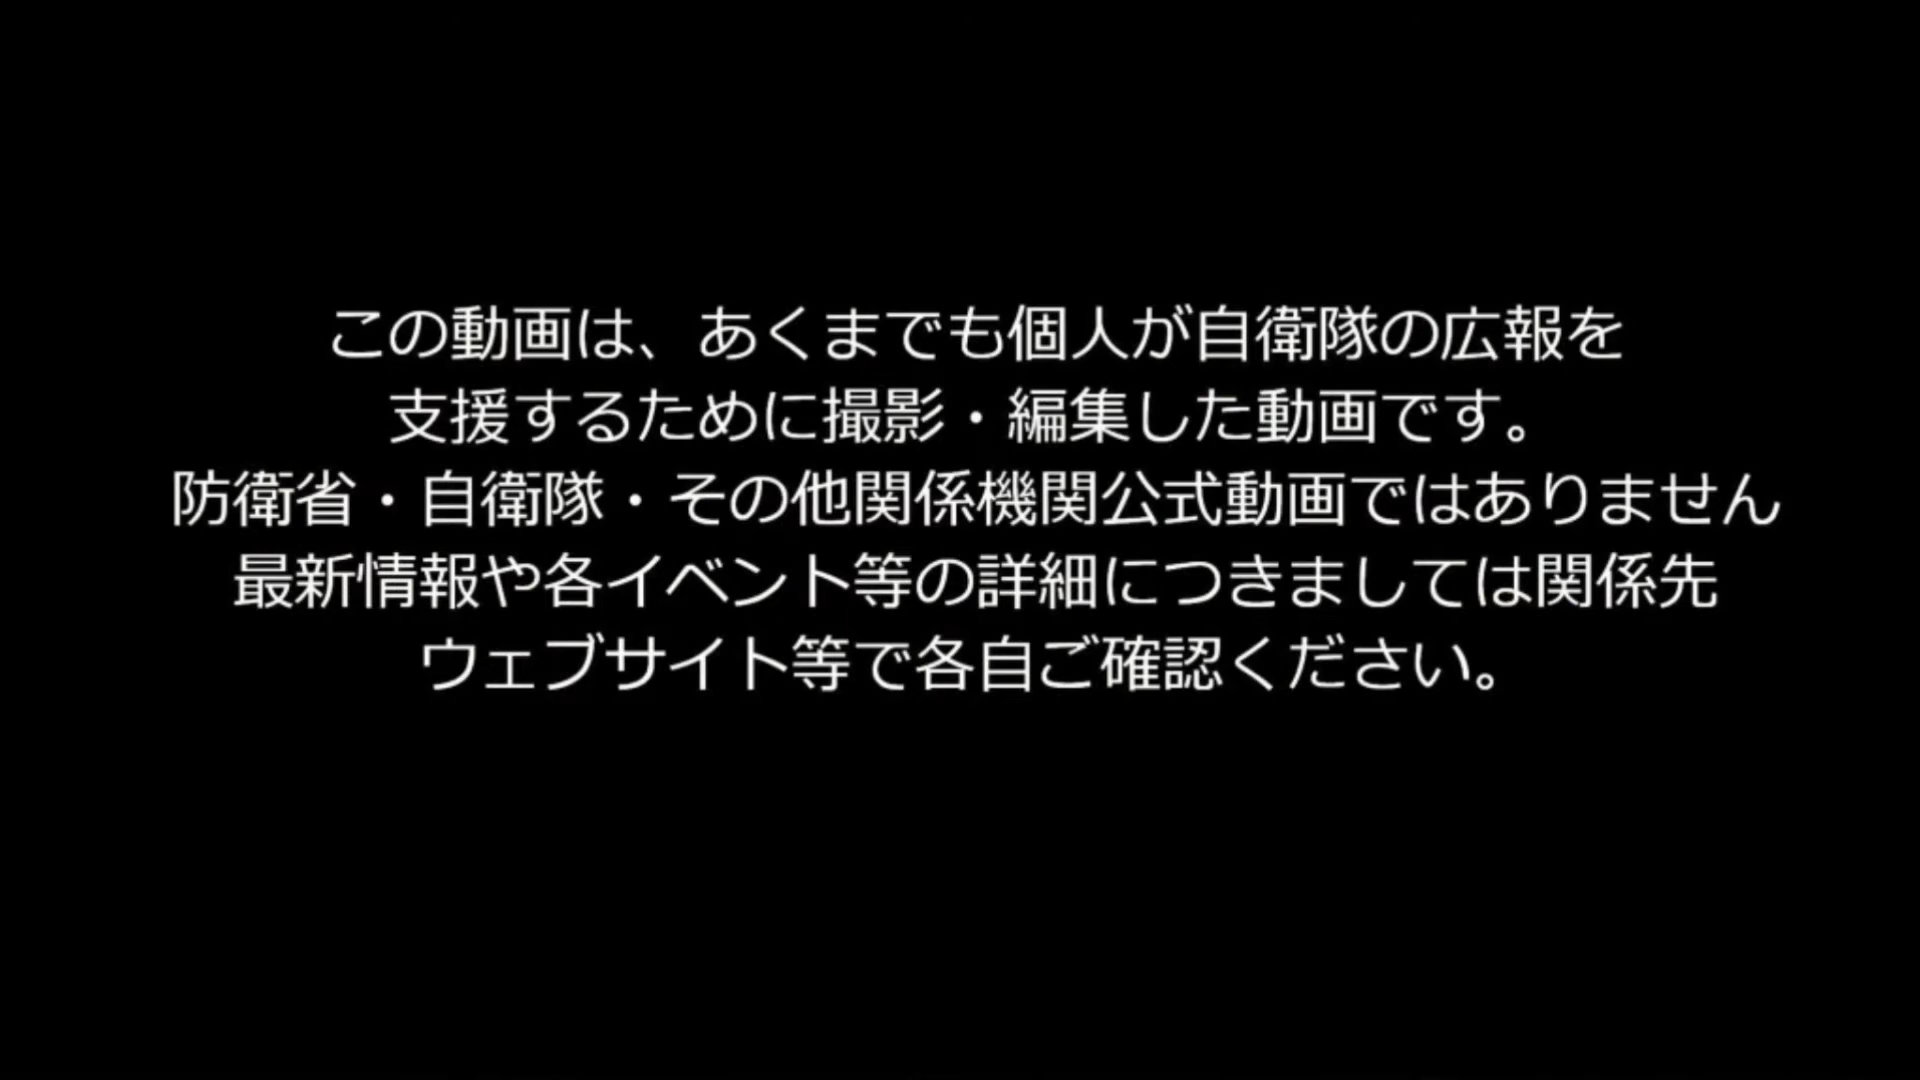 この動画は、あくまでも個人が自衛隊の広報を
支援するために撮影・編集した動画です。
防衛省・自衛隊・その他関係機関公式動画ではありません
最新情報や各イベント等の詳細につきましては関係先
ウェブサイト等で各自ご確認ください。